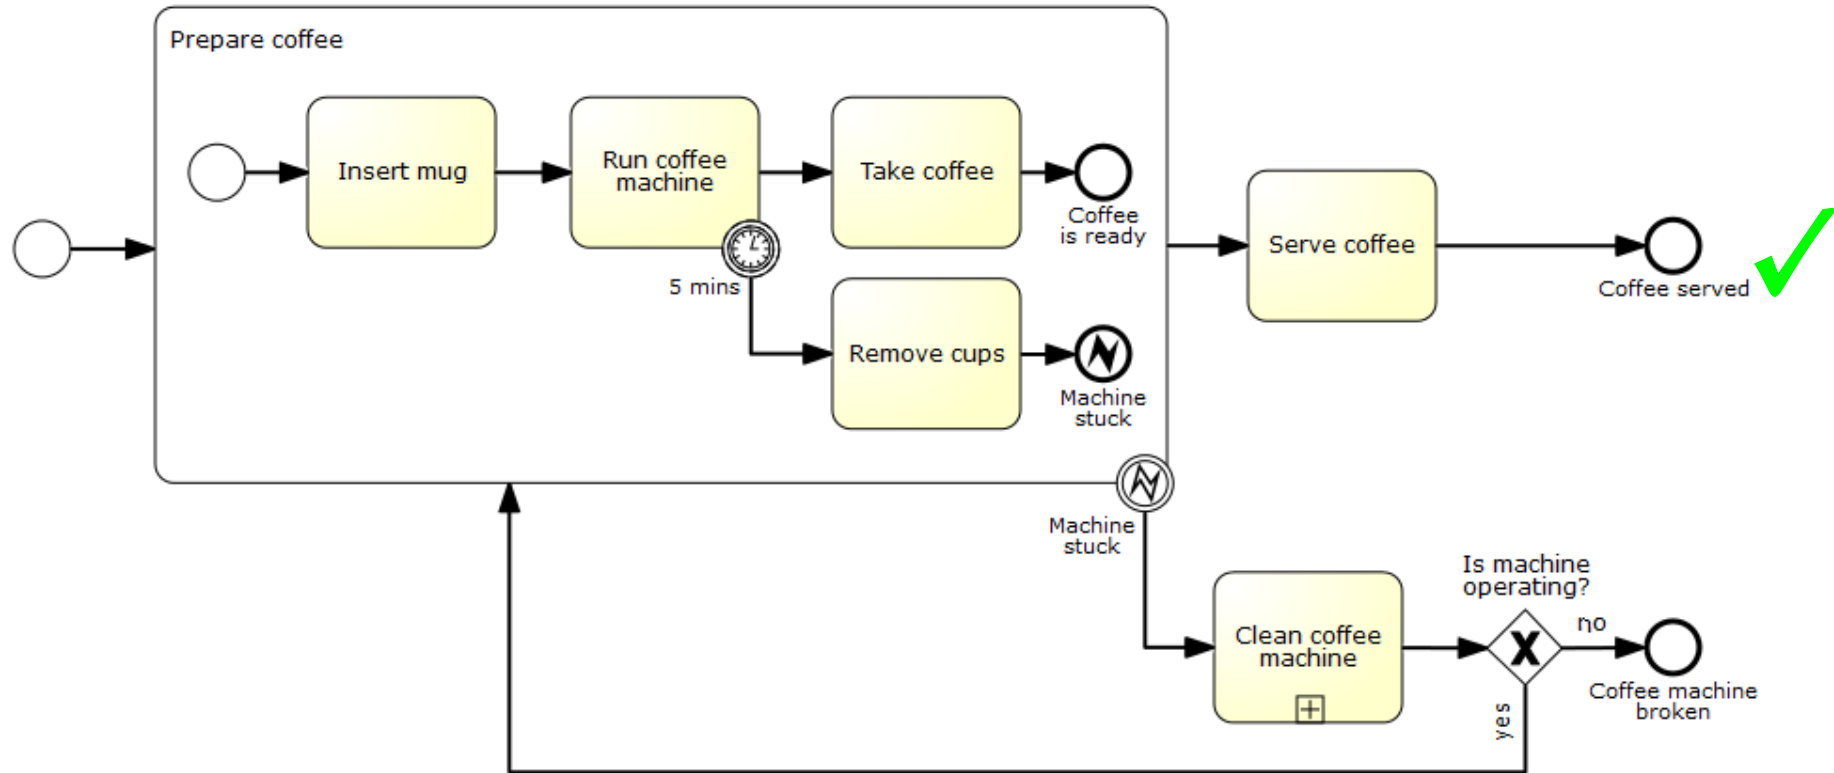 Prepare coffee
Insert mug
Run coffee
machine
Take coffee
Coffee
is ready
5 mins
Remove cups
Machine
stuck
Serve coffee
Coffee served
Machine
stuck
Clean coffee
machine
Is machine
operating?
no
yes
Coffee machine
broken